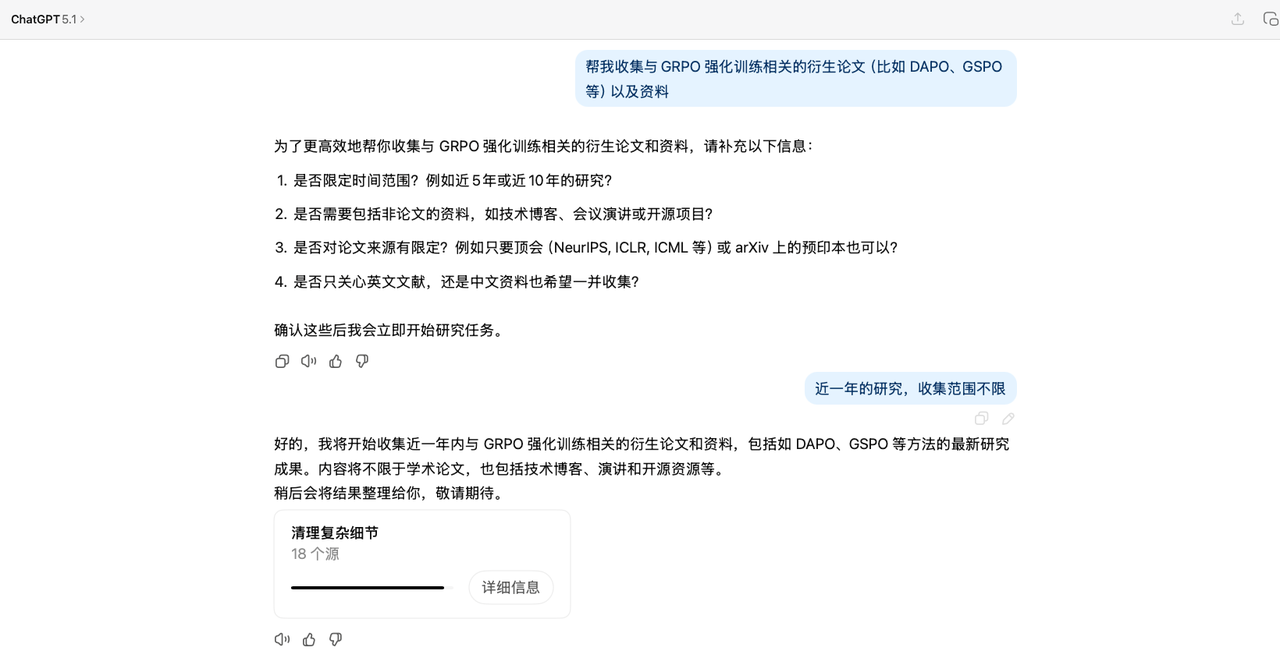 ChatGPT 5.1 >
帮我收集与 GRPO 强化训练相关的衍生论文（比如 DAPO、GSPO
等）以及资料
为了更高效地帮你收集与 GRPO 强化训练相关的衍生论文和资料，请补充以下信息：
1. 是否限定时间范围？例如近 5 年或近 10 年的研究？
2. 是否需要包括非论文的资料，如技术博客、会议演讲或开源项目？
3. 是否对论文来源有限定？例如只要顶会（NeurIPS, ICLR, ICML 等）或 arXiv 上的预印本也可以？
4. 是否只关心英文文献，还是中文资料也希望一并收集？
确认这些后我会立即开始研究任务。
近一年的研究，收集范围不限
好的，我将开始收集近一年内与 GRPO 强化训练相关的衍生论文和资料，包括如 DAPO、GSPO 等方法的最新研究
成果。内容将不限于学术论文，也包括技术博客、演讲和开源资源等。
稍后会将结果整理给你，敬请期待。
清理复杂细节
18 个源
详细信息